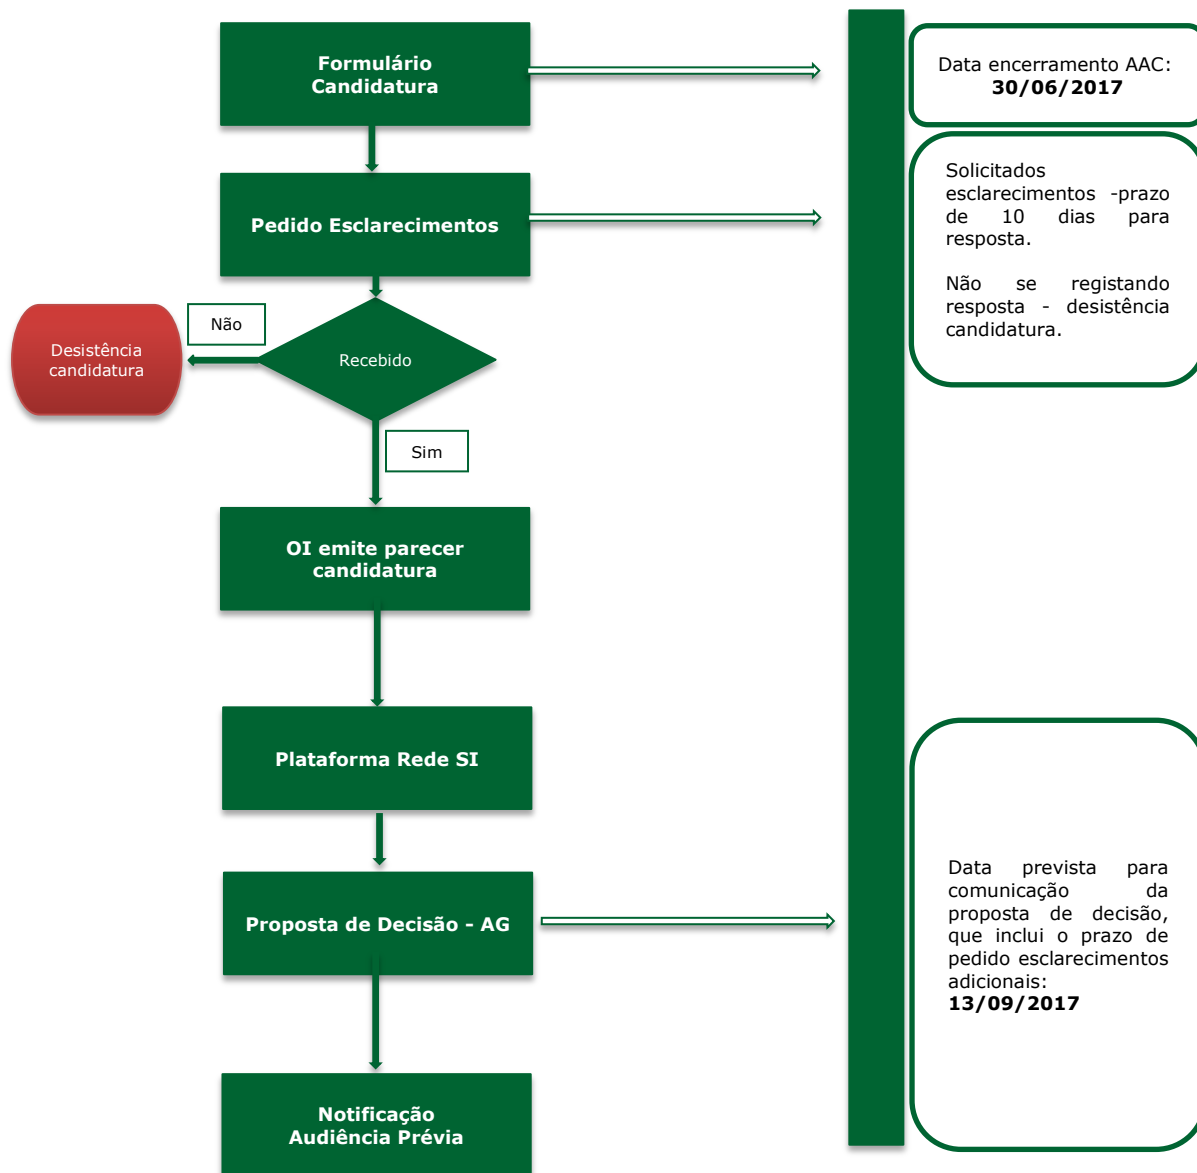 Formulário
Candidatura
Data encerramento AAC:
30/06/2017
Pedido Esclarecimentos
Solicitados
esclarecimentos -prazo
de 10 dias para
resposta.
Não se registando
resposta - desistência
candidatura.
Não
Desistência
candidatura
Recebido
Sim
OI emite parecer
candidatura
Plataforma Rede SI
Proposta de Decisão - AG
Data prevista para
comunicação da
proposta de decisão,
que inclui o prazo de
pedido esclarecimentos
adicionais:
13/09/2017
Notificação
Audiência Prévia